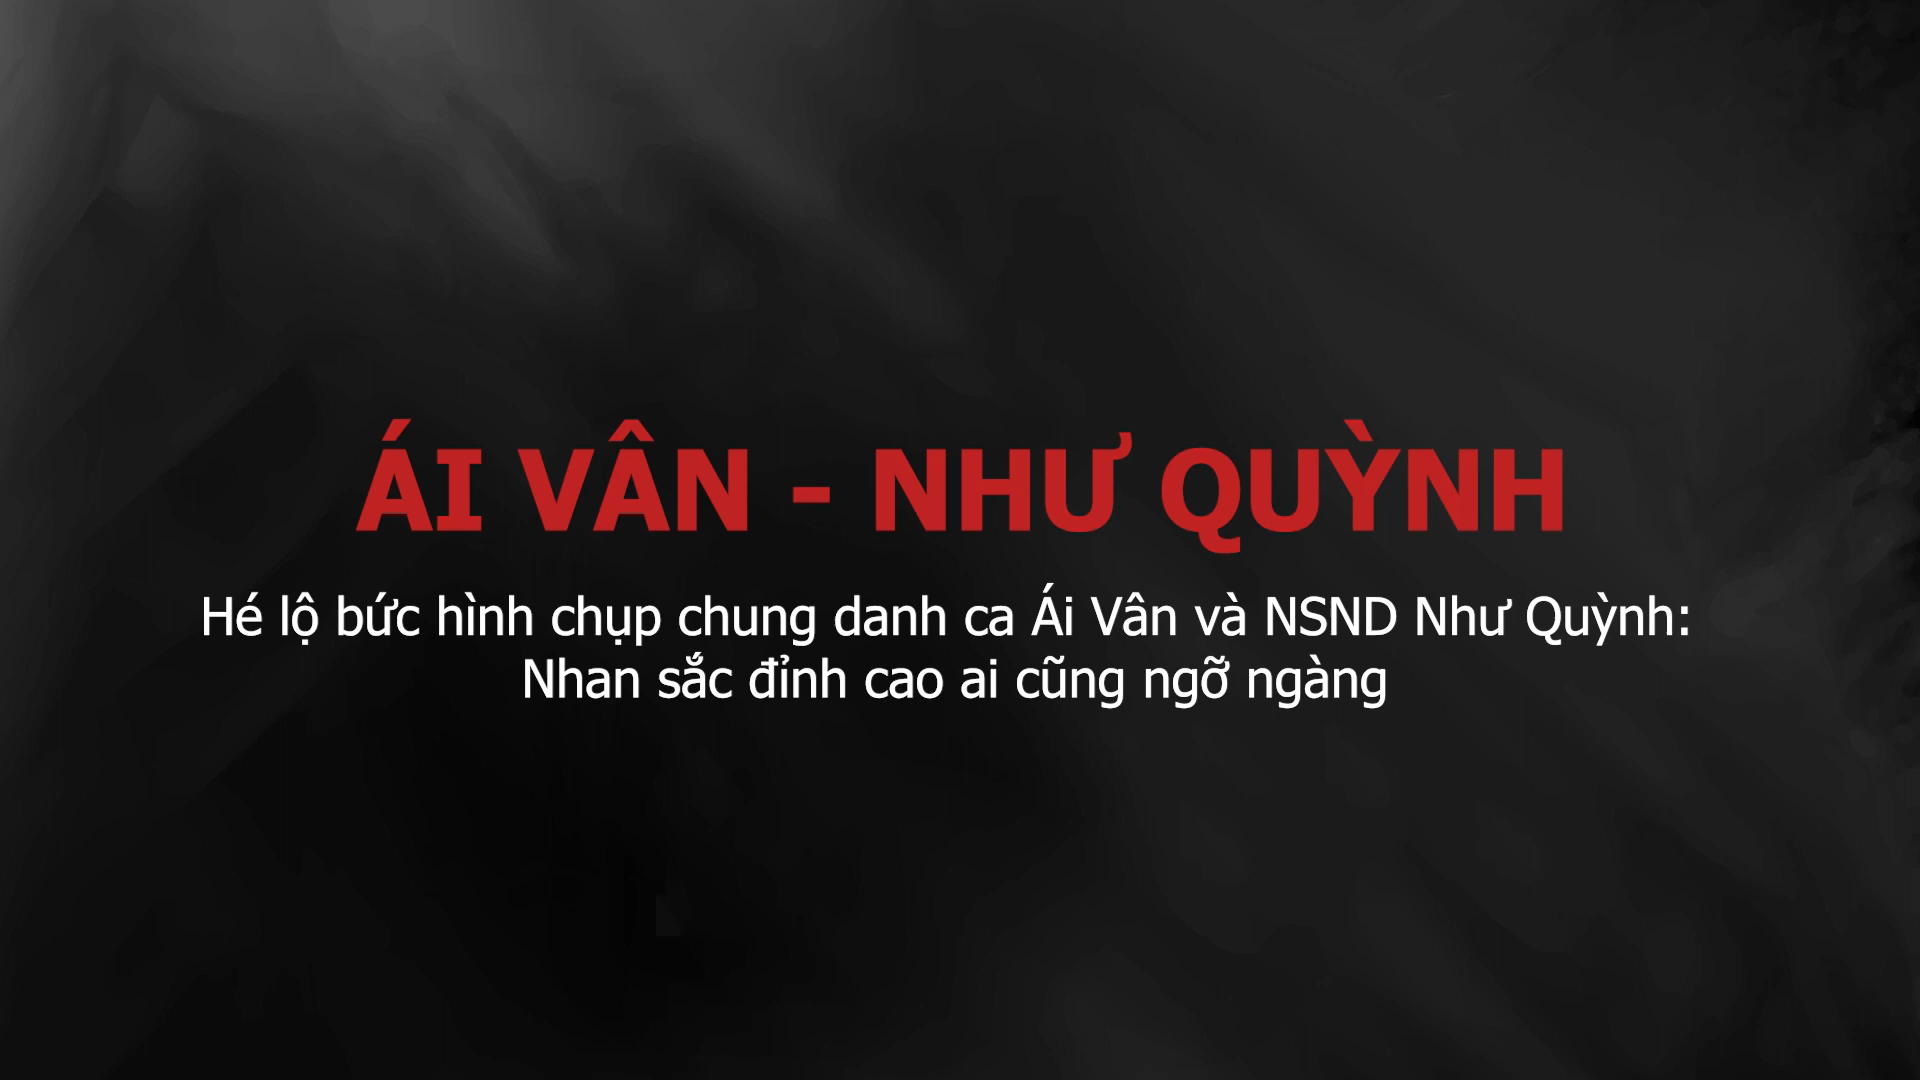 ÁI VÂN - NHƯ QUỲNH
Hé lộ bức hình chụp chung danh ca Ái Vân và NSND Như Quỳnh:
Nhan sắc đỉnh cao ai cũng ngỡ ngàng